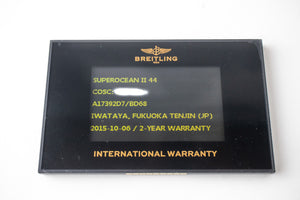 BREITLING
SUPEROCEAN II 44
COSC:
A17392D7/BD68
IWATAYA, FUKUOKA TENJIN (JP)
2015-10-06 / 2-YEAR WARRANTY
INTERNATIONAL WARRANTY